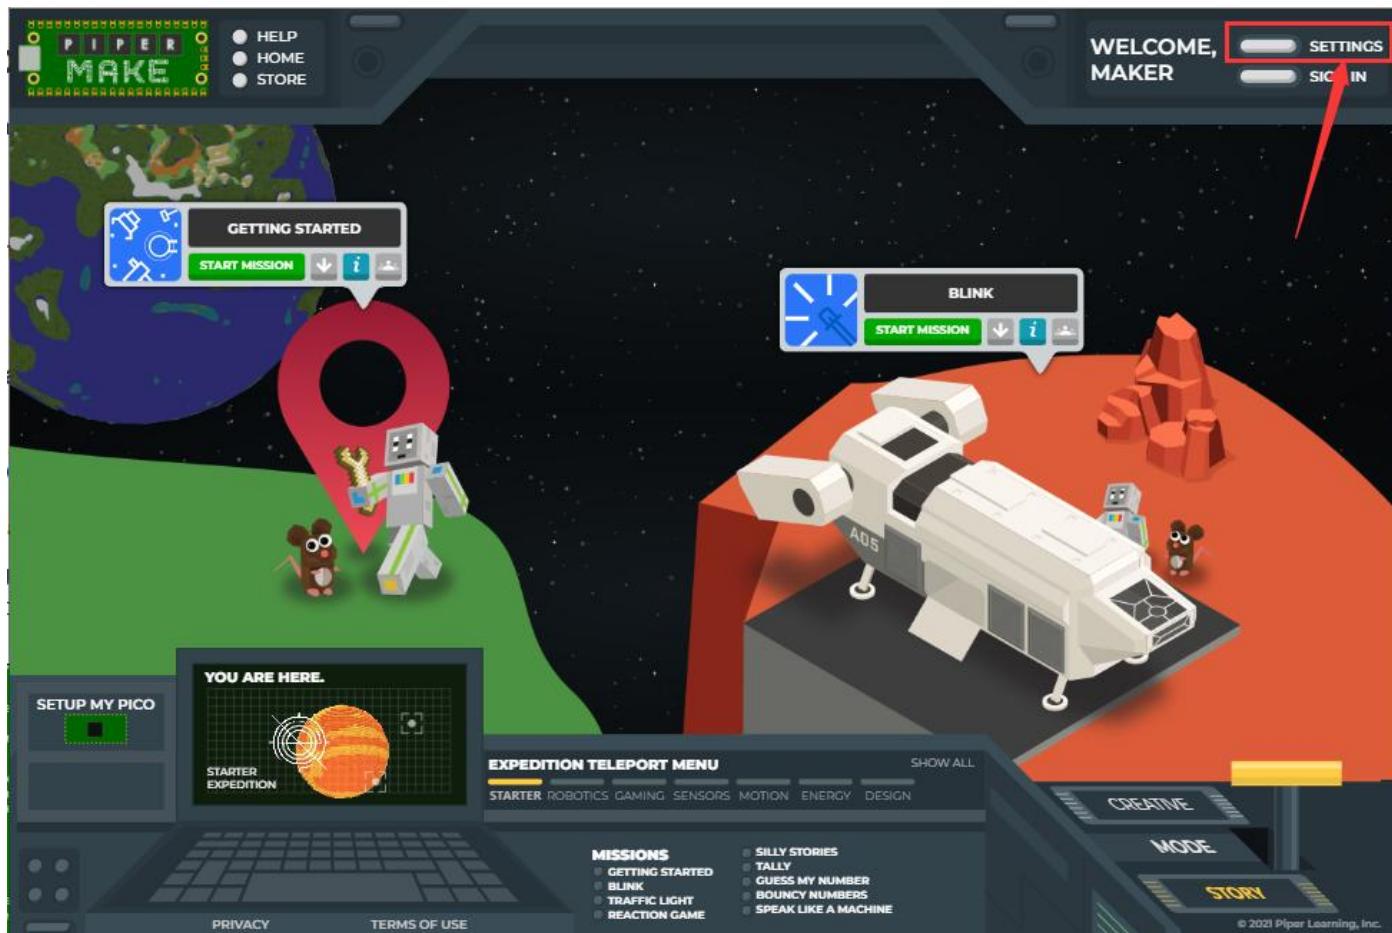 PIPER
MAKE
HELP
HOME
STORE
WELCOME,
MAKER
SETTINGS
SIGN IN
GETTING STARTED
START MISSION
i
BLINK
START MISSION
i
A05
SETUP MY PICO
YOU ARE HERE.
STARTER
EXPEDITION
EXPEDITION TELEPORT MENU
SHOW ALL
STARTER ROBOTICS GAMING SENSORS MOTION ENERGY DESIGN
MISSIONS
GETTING STARTED
BLINK
TRAFFIC LIGHT
REACTION GAME
SILLY STORIES
TALLY
GUESS MY NUMBER
BOUNCY NUMBERS
SPEAK LIKE A MACHINE
CREATIVE
MODE
STORY
PRIVACY
TERMS OF USE
© 2021 Piper Learning, Inc.